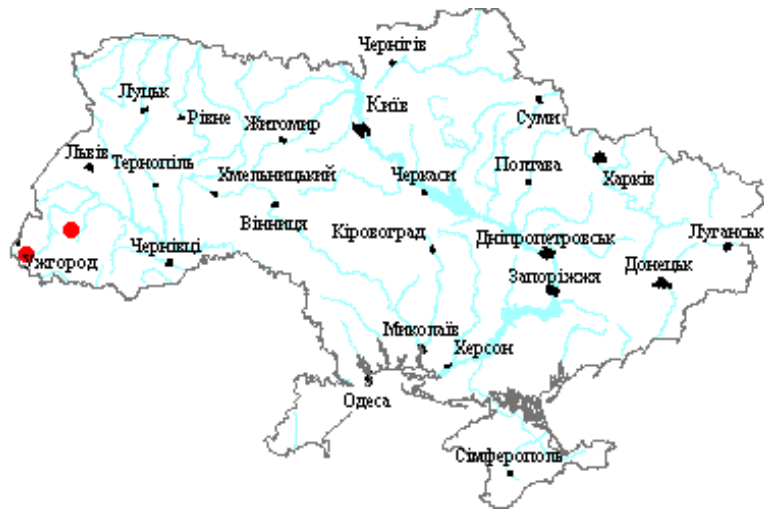 Чернігів
Луцьк
Рівне
Київ
Суми
Житомир
Львів
Тернопіль
Хмельницький
Черкаси
Полтава
Харків
Вінниця
Кіровоград
Дніпропетровськ
Луганськ
Чернівці
Ужгород
Донецьк
Запоріжжя
Миколаїв
Херсон
Одеса
Сімферополь